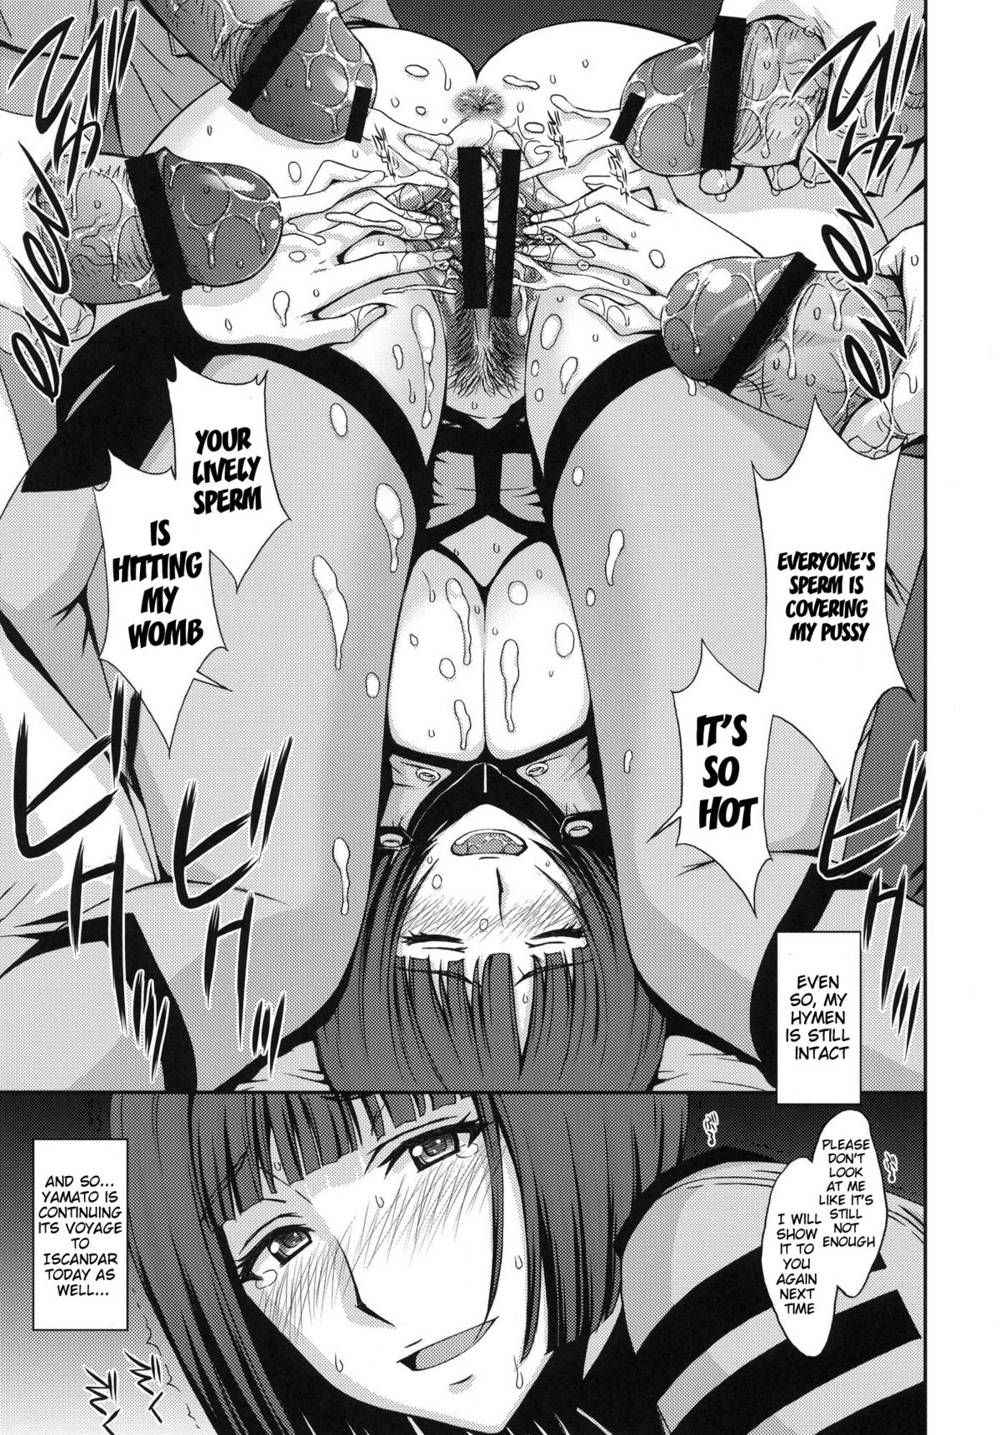 EVERYONE'S
SPERM IS
COVERING
MY PUSSY
IT'S
SO
HOT
YOUR
LIVELY
SPERM
IS
HITTING
MY
WOMB
EVEN
SO, MY
HYMEN
IS STILL
INTACT
PLEASE
DON'T
LOOK
AT ME
LIKE IT'S
STILL
NOT
ENOUGH
I WILL
SHOW
IT TO
YOU
AGAIN
NEXT
TIME
AND SO...
YAMATO IS
CONTINUING
ITS VOYAGE
TO
ISCANDAR
TODAY AS
WELL...